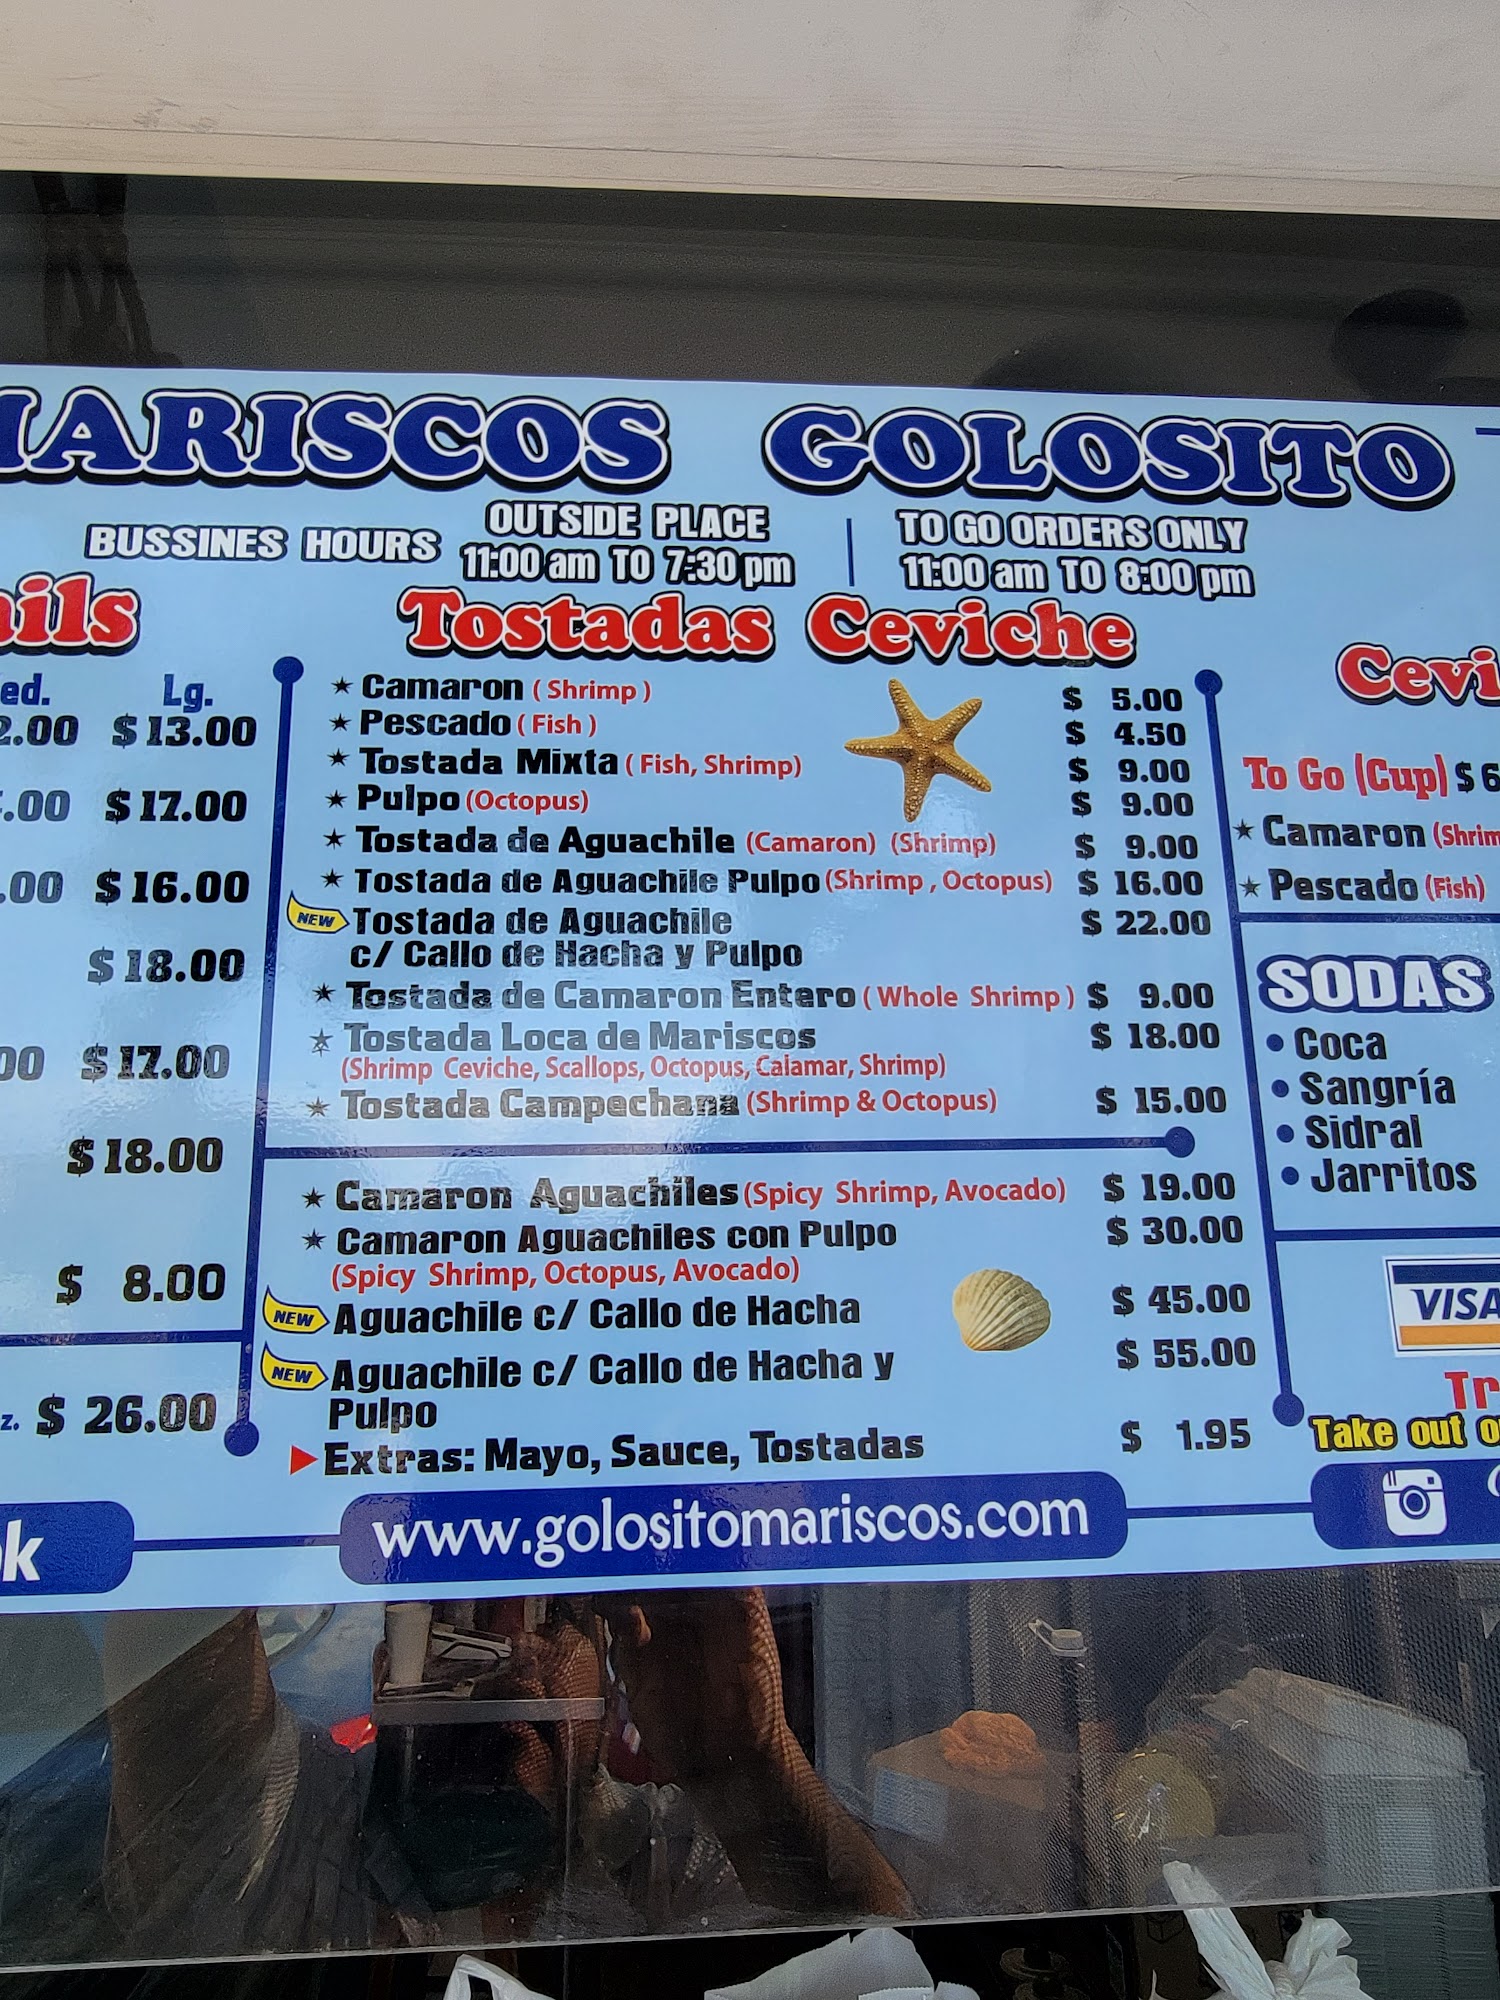 MARISCOS GOLOSITO
BUSSINES HOURS
OUTSIDE PLACE
11:00 am TO 7:30 pm
TO GO ORDERS ONLY
11:00 am TO 8:00 pm
Lg.
$ 13.00
$ 17.00
$ 16.00
$ 18.00
$ 17.00
$ 18.00
$ 8.00
z. $ 26.00
Tostadas Ceviche
Camaron (Shrimp) $ 5.00
Pescado (Fish) $ 4.50
Tostada Mixta (Fish, Shrimp) $ 9.00
Pulpo (Octopus) $ 9.00
Tostada de Aguachile (Camaron) (Shrimp) $ 9.00
Tostada de Aguachile Pulpo (Shrimp, Octopus) $ 16.00
NEW Tostada de Aguachile $ 22.00
c/ Callo de Hacha y Pulpo
Tostada de Camaron Entero (Whole Shrimp) $ 9.00
Tostada Loca de Mariscos $ 18.00
(Shrimp Ceviche, Scallops, Octopus, Calamar, Shrimp)
Tostada Campechana (Shrimp & Octopus) $ 15.00
Camaron Aguachiles (Spicy Shrimp, Avocado) $ 19.00
Camaron Aguachiles con Pulpo $ 30.00
(Spicy Shrimp, Octopus, Avocado)
NEW Aguachile c/ Callo de Hacha $ 45.00
NEW Aguachile c/ Callo de Hacha y $ 55.00
Pulpo
Extras: Mayo, Sauce, Tostadas $ 1.95
Cevi
To Go (Cup) $ 6
Camaron (Shrim
Pescado (Fish)
SODAS
• Coca
• Sangría
• Sidral
• Jarritos
VISA
Tr
Take out o
k
www.golositomariscos.com